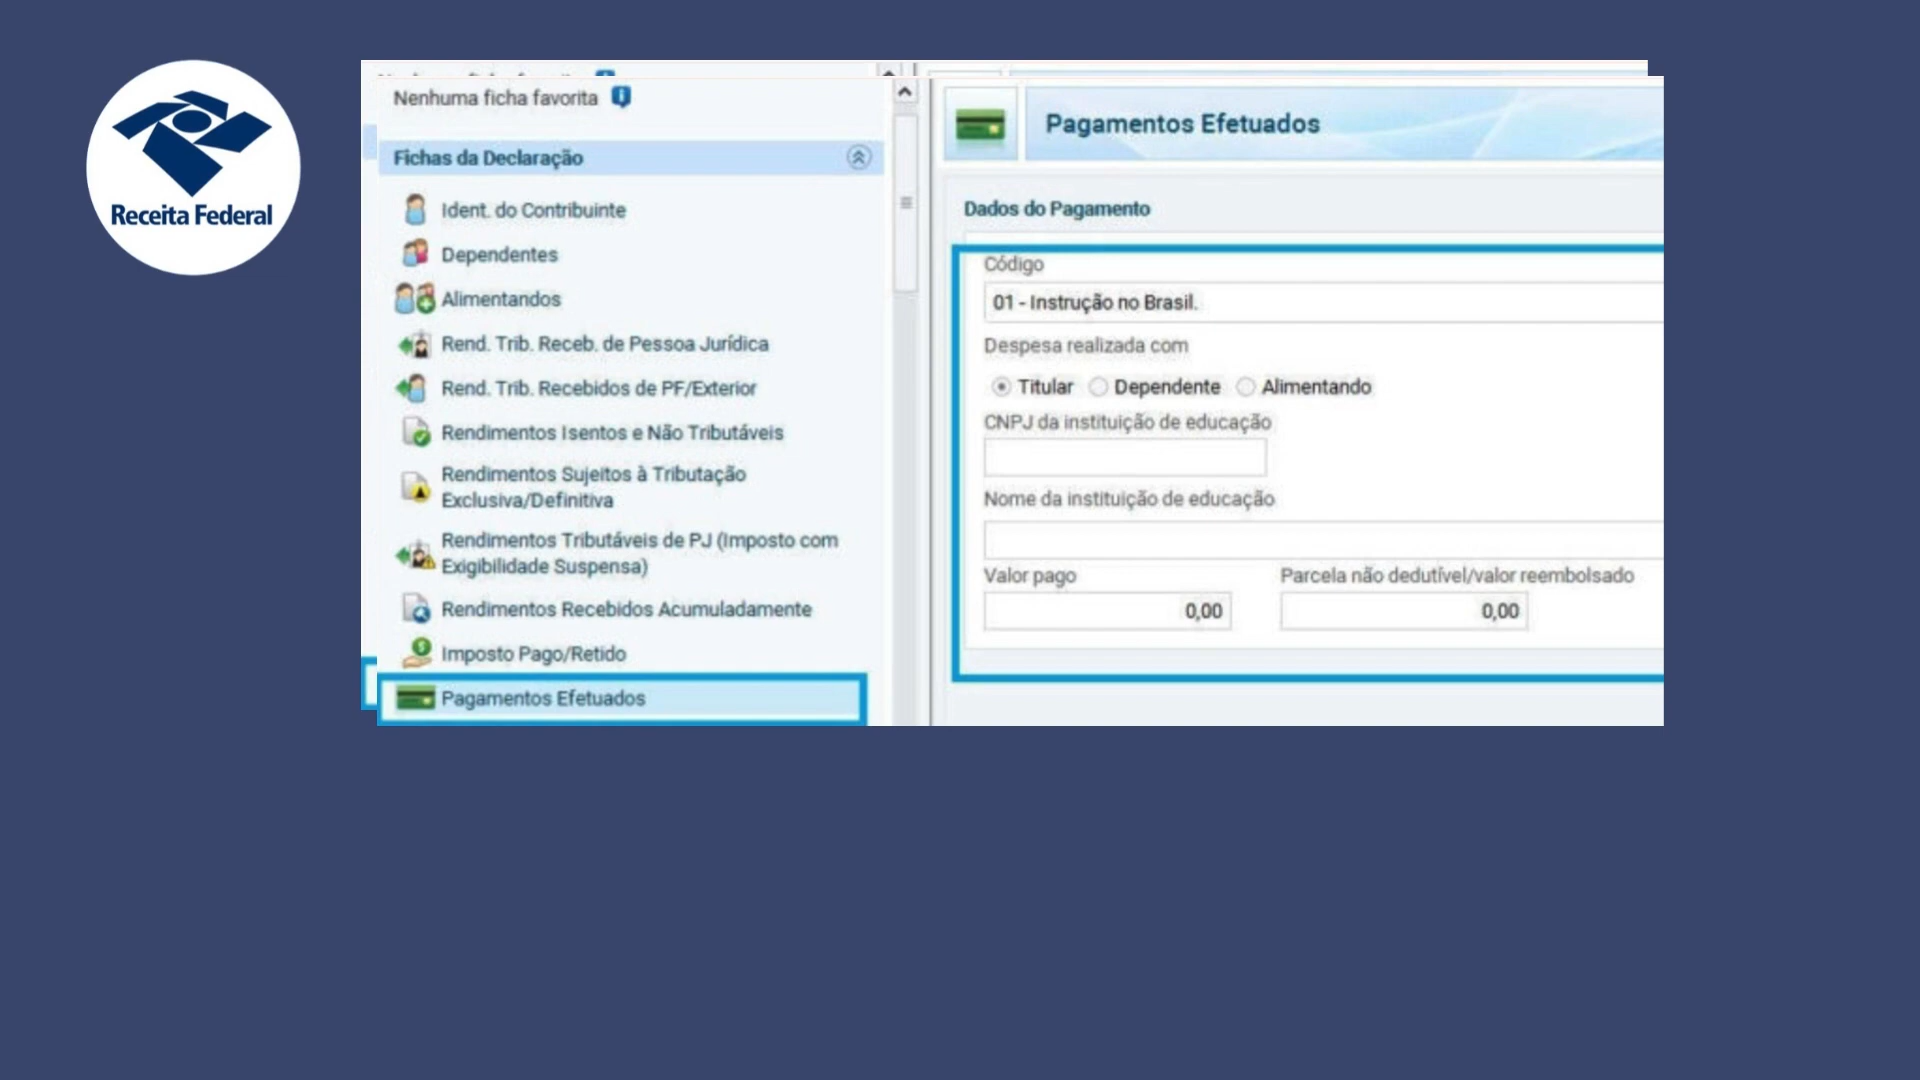 Receita Federal
Nenhuma ficha favorita
Fichas da Declaração
Ident. do Contribuinte
Dependentes
Alimentandos
Rend. Trib. Receb. de Pessoa Jurídica
Rend. Trib. Recebidos de PF/Exterior
Rendimentos Isentos e Não Tributáveis
Rendimentos Sujeitos à Tributação
Exclusiva/Definitiva
Rendimentos Tributáveis de PJ (Imposto com
Exigibilidade Suspensa)
Rendimentos Recebidos Acumuladamente
Imposto Pago/Retido
Pagamentos Efetuados
Pagamentos Efetuados
Dados do Pagamento
Código
01 - Instrução no Brasil.
Despesa realizada com
Titular Dependente Alimentando
CNPJ da instituição de educação
Nome da instituição de educação
Valor pago Parcela não dedutível/valor reembolsado
0,00 0,00